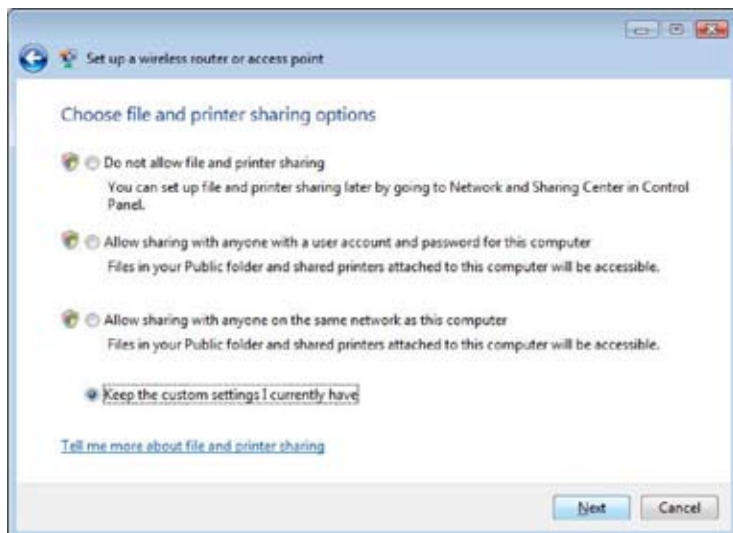 Set up a wireless router or access point
Choose file and printer sharing options
Do not allow file and printer sharing
You can set up file and printer sharing later by going to Network and Sharing Center in Control
Panel.
Allow sharing with anyone with a user account and password for this computer
Files in your Public folder and shared printers attached to this computer will be accessible.
Allow sharing with anyone on the same network as this computer
Files in your Public folder and shared printers attached to this computer will be accessible.
Keep the custom settings I currently have
Tell me more about file and printer sharing
Next
Cancel